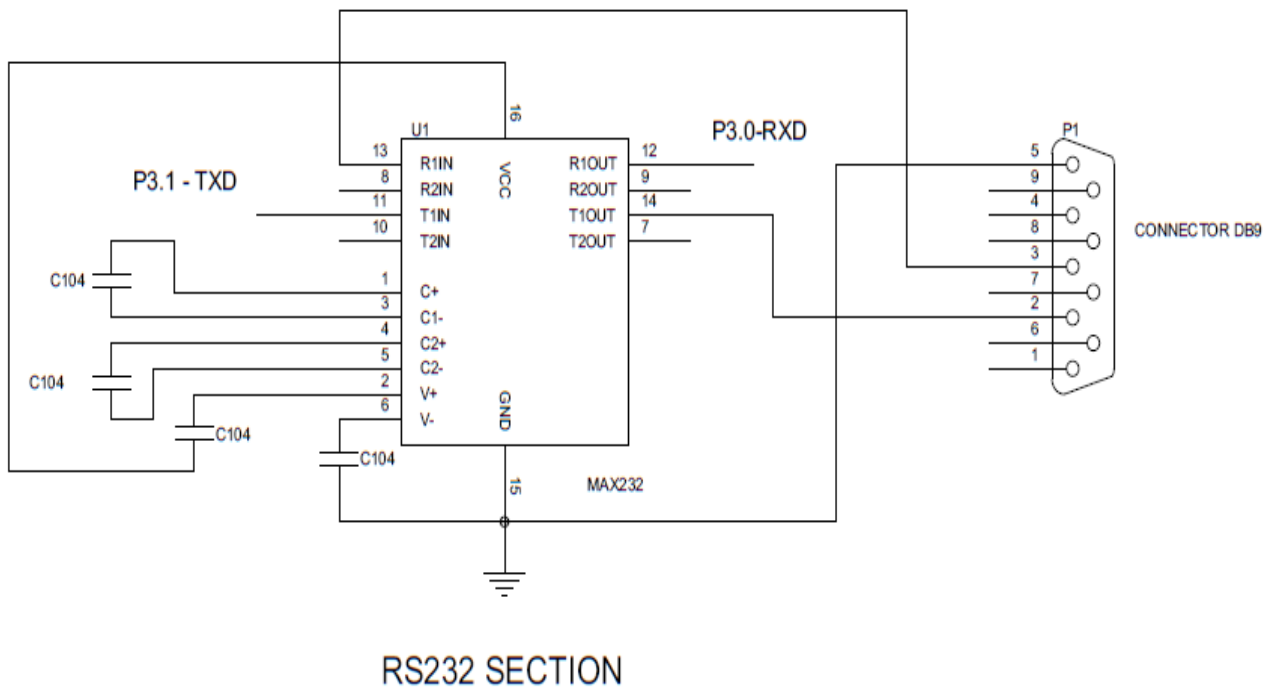 16
U1
P3.0-RXD
P1
13
R1IN
VCC
R1OUT
12
5
P3.1 - TXD
8
R2IN
R2OUT
9
9
11
T1IN
T1OUT
14
4
10
T2IN
T2OUT
7
8
CONNECTOR DB9
3
C104
1
C+
7
3
C1-
2
4
C2+
6
C104
5
C2-
1
2
V+
GND
6
V-
C104
C104
15
MAX232
RS232 SECTION